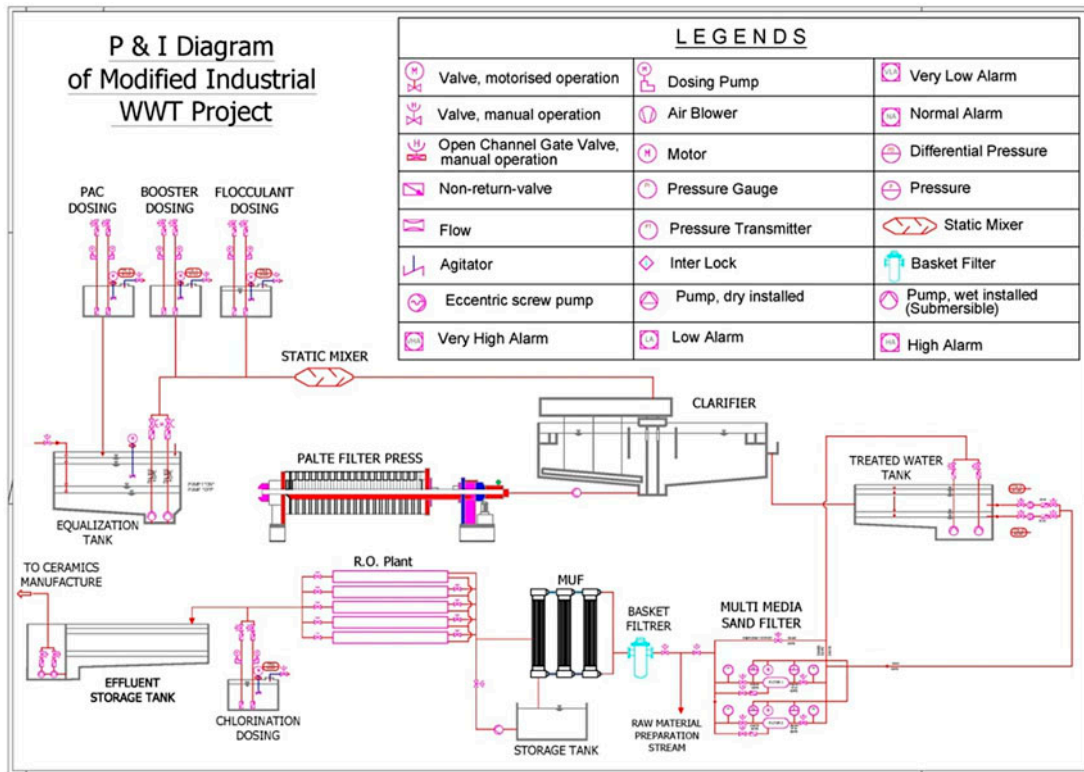 P & I Diagram
of Modified Industrial
WWT Project
LEGENDS
Valve, motorised operation
Dosing Pump
Very Low Alarm
Valve, manual operation
Air Blower
Normal Alarm
Open Channel Gate Valve,
manual operation
Motor
Differential Pressure
Non-return-valve
Pressure Gauge
Pressure
Flow
Pressure Transmitter
Static Mixer
Agitator
Inter Lock
Basket Filter
Eccentric screw pump
Pump, dry installed
Pump, wet installed
(Submersible)
Very High Alarm
Low Alarm
High Alarm
PAC
DOSING
BOOSTER
DOSING
FLOCCULANT
DOSING
STATIC MIXER
CLARIFIER
PALTE FILTER PRESS
TREATED WATER
TANK
EQUALIZATION
TANK
TO CERAMICS
MANUFACTURE
R.O. Plant
MUF
BASKET
FILTRER
MULTI MEDIA
SAND FILTER
EFFLUENT
STORAGE TANK
CHLORINATION
DOSING
STORAGE TANK
RAW MATERIAL
PREPARATION
STREAM